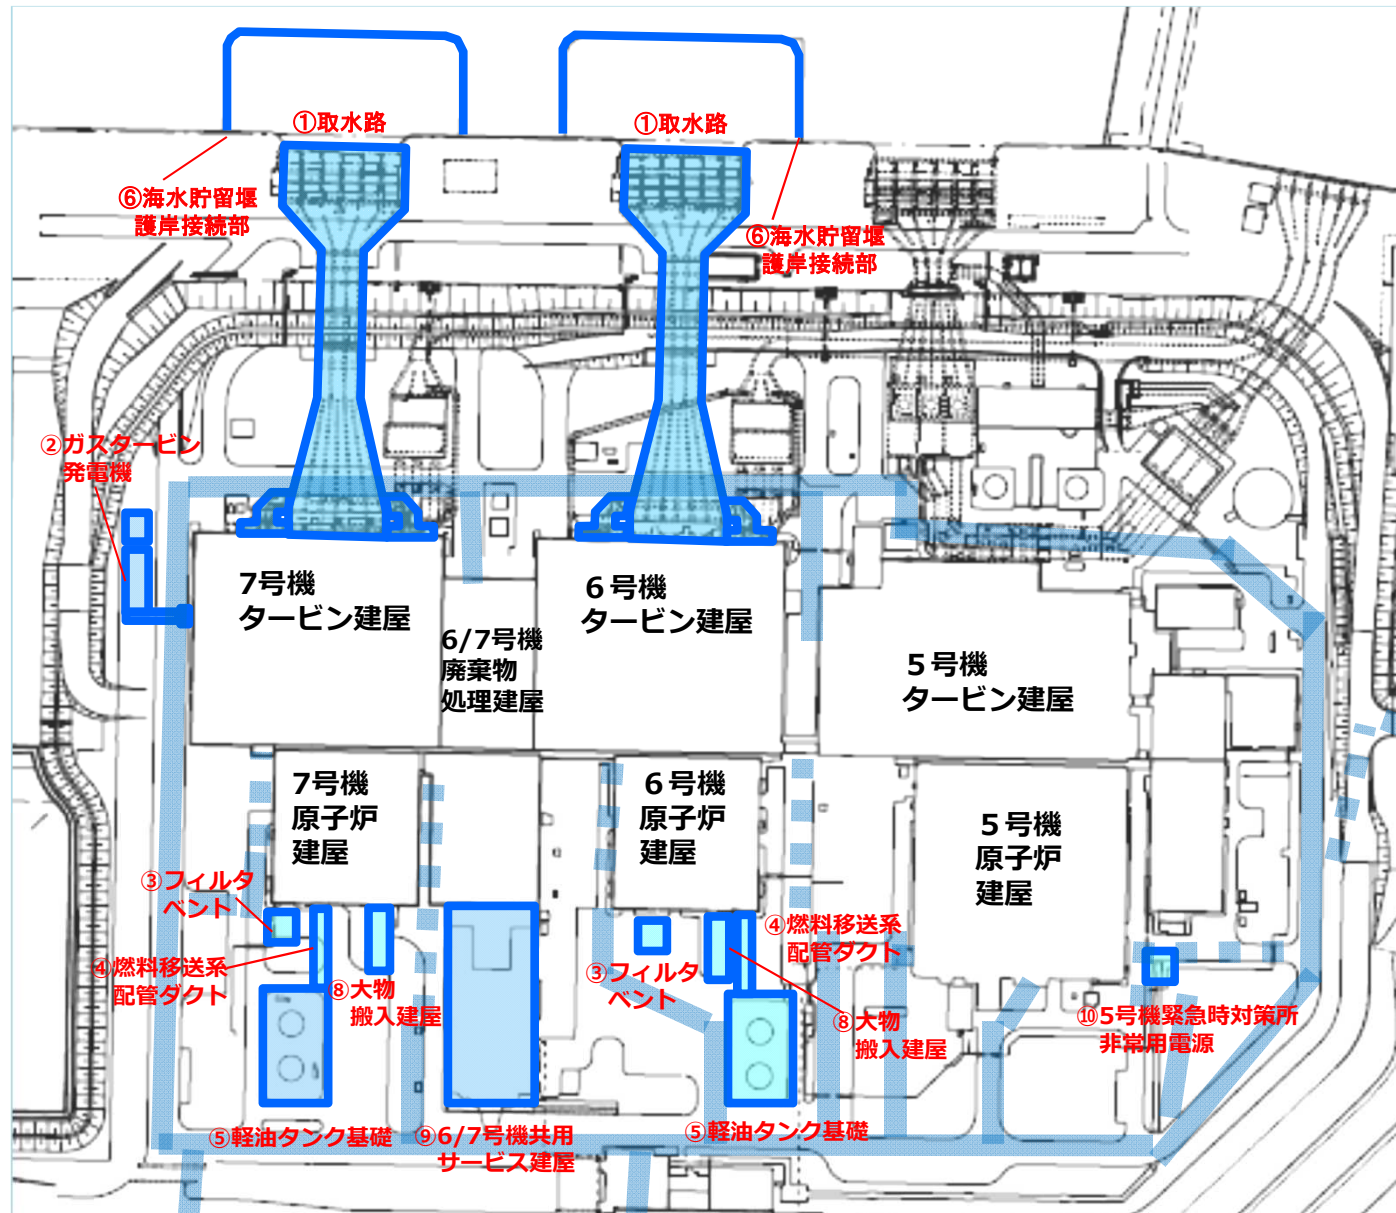 ①取水路
①取水路
⑥海水貯留堰
護岸接続部
⑥海水貯留堰
護岸接続部
②ガスタービン
発電機
7号機
タービン建屋
6/7号機
廃棄物
処理建屋
6号機
タービン建屋
5号機
タービン建屋
7号機
原子炉
建屋
6号機
原子炉
建屋
5号機
原子炉
建屋
③フィルタ
ベント
④燃料移送系
配管ダクト
⑧大物
搬入建屋
③フィルタ
ベント
④燃料移送系
配管ダクト
⑧大物
搬入建屋
⑩5号機緊急時対策所
非常用電源
⑤軽油タンク基礎
⑨6/7号機共用
サービス建屋
⑤軽油タンク基礎